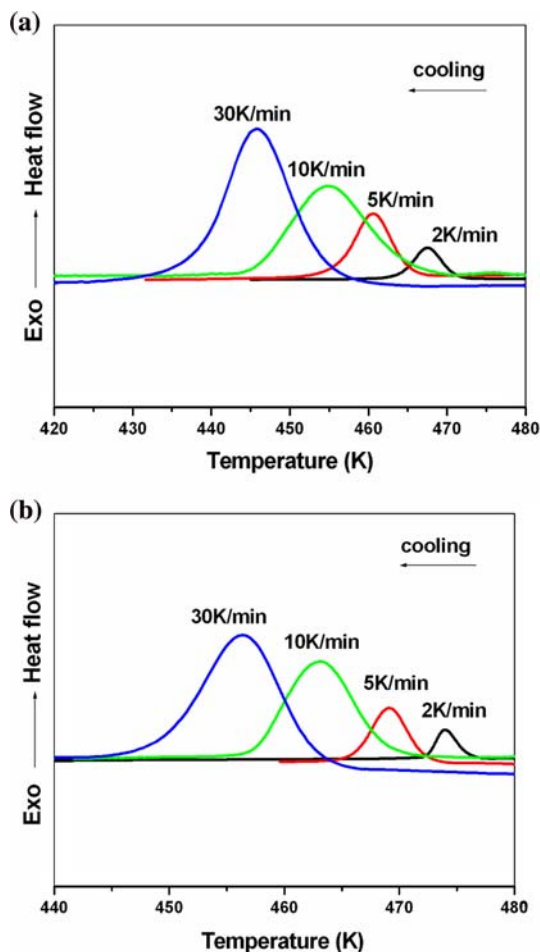 (a)
cooling
30K/min
10K/min
5K/min
2K/min
Exo
Heat flow
420 430 440 450 460 470 480
Temperature (K)
(b)
cooling
30K/min
10K/min
5K/min
2K/min
Exo
Heat flow
440 450 460 470 480
Temperature (K)